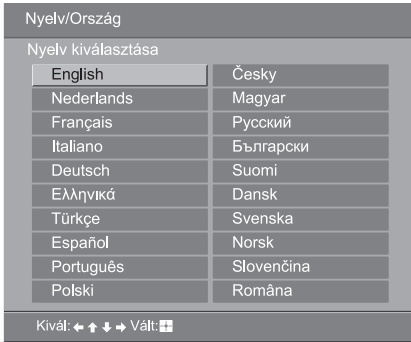 Nyelv/Ország
Nyelv kiválasztása
English Česky
Nederlands Magyar
Français Русский
Italiano Български
Deutsch Suomi
Ελληνικά Dansk
Türkçe Svenska
Español Norsk
Português Slovenčina
Polski Româna
Kivál: Vált: